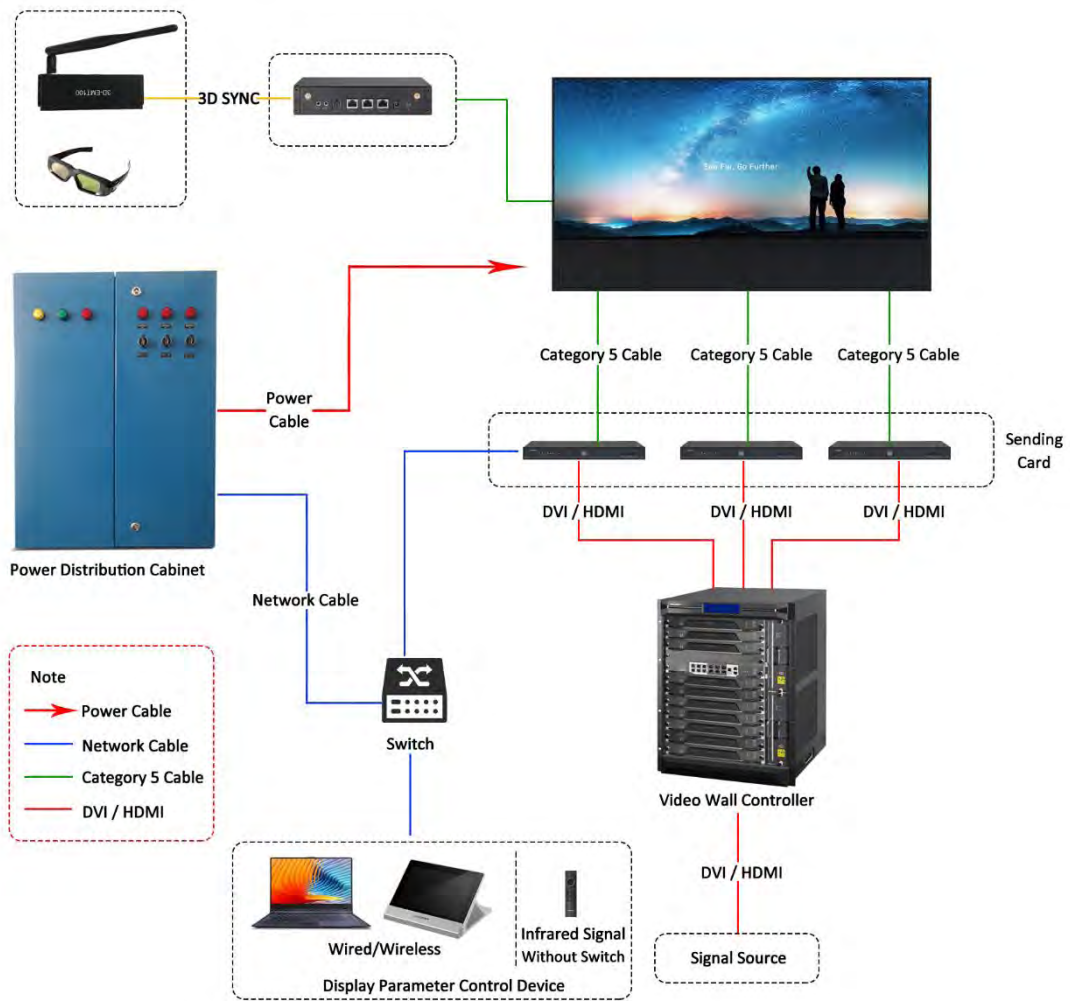 3D-EMT100
3D SYNC
See Far, Go Further
Category 5 Cable
Category 5 Cable
Category 5 Cable
Power
Cable
Sending
Card
DVI / HDMI
DVI / HDMI
DVI / HDMI
Power Distribution Cabinet
Network Cable
Note
Power Cable
Network Cable
Category 5 Cable
DVI / HDMI
Switch
Video Wall Controller
DVI / HDMI
Wired/Wireless
Infrared Signal
Without Switch
Display Parameter Control Device
Signal Source